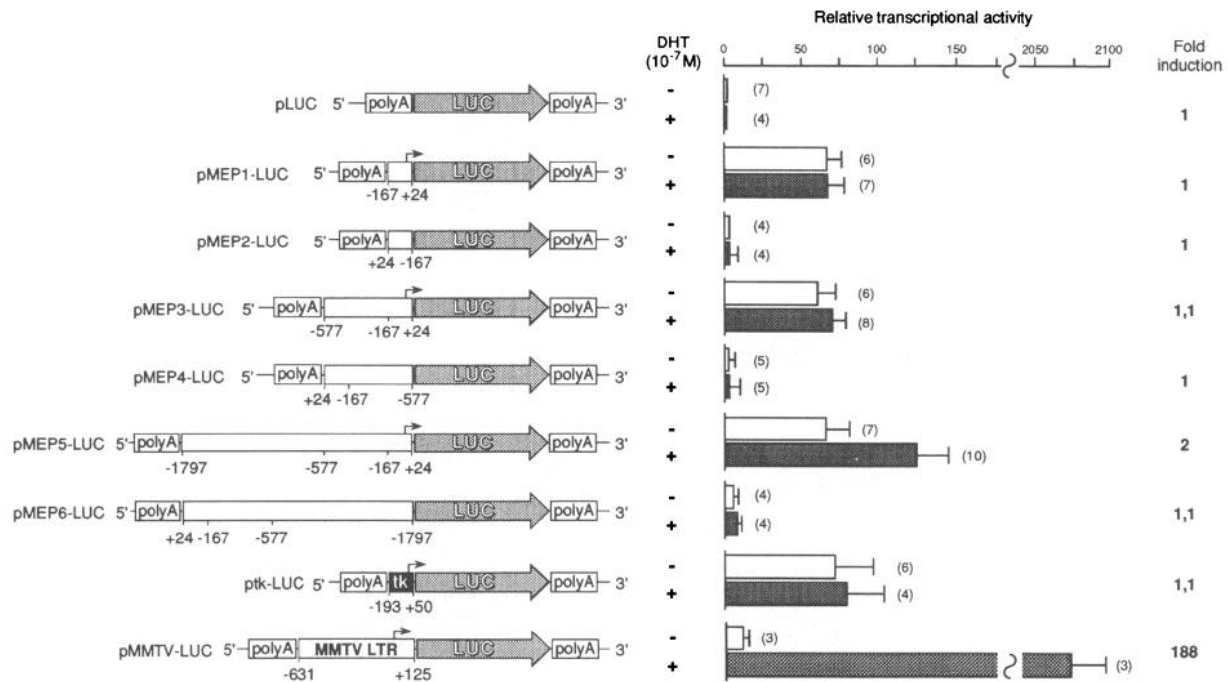 Relative transcriptional activity
DHT
(10⁻⁷M)
0 50 100 150 2050 2100
Fold
induction
pLUC 5' polyA LUC polyA 3' - (7)
+ (4) 1
pMEP1-LUC 5' polyA LUC polyA 3' - (6)
-167 +24 + (7) 1
pMEP2-LUC 5' polyA LUC polyA 3' - (4)
+24 -167 + (4) 1
pMEP3-LUC 5' polyA LUC polyA 3' - (6)
-577 -167 +24 + (8) 1,1
pMEP4-LUC 5' polyA LUC polyA 3' - (5)
+24 -167 -577 + (5) 1
pMEP5-LUC 5' polyA LUC polyA 3' - (7)
-1797 -577 -167 +24 + (10) 2
pMEP6-LUC 5' polyA LUC polyA 3' - (4)
+24 -167 -577 -1797 + (4) 1,1
ptk-LUC 5' polyA tk LUC polyA 3' - (6)
-193 +50 + (4) 1,1
pMMTV-LUC 5' polyA MMTV LTR LUC polyA 3' - (3)
-631 +125 + (3) 188